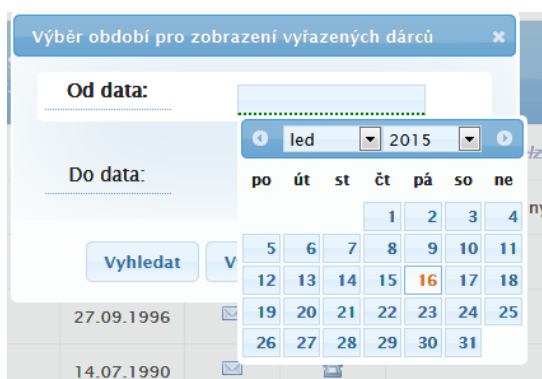 Výběr období pro zobrazení vyřazených dárců
Od data:
led 2015
Do data:
po út st čt pá so ne
1 2 3 4
5 6 7 8 9 10 11
Vyhledat
12 13 14 15 16 17 18
19 20 21 22 23 24 25
27.09.1996
26 27 28 29 30 31
14.07.1990